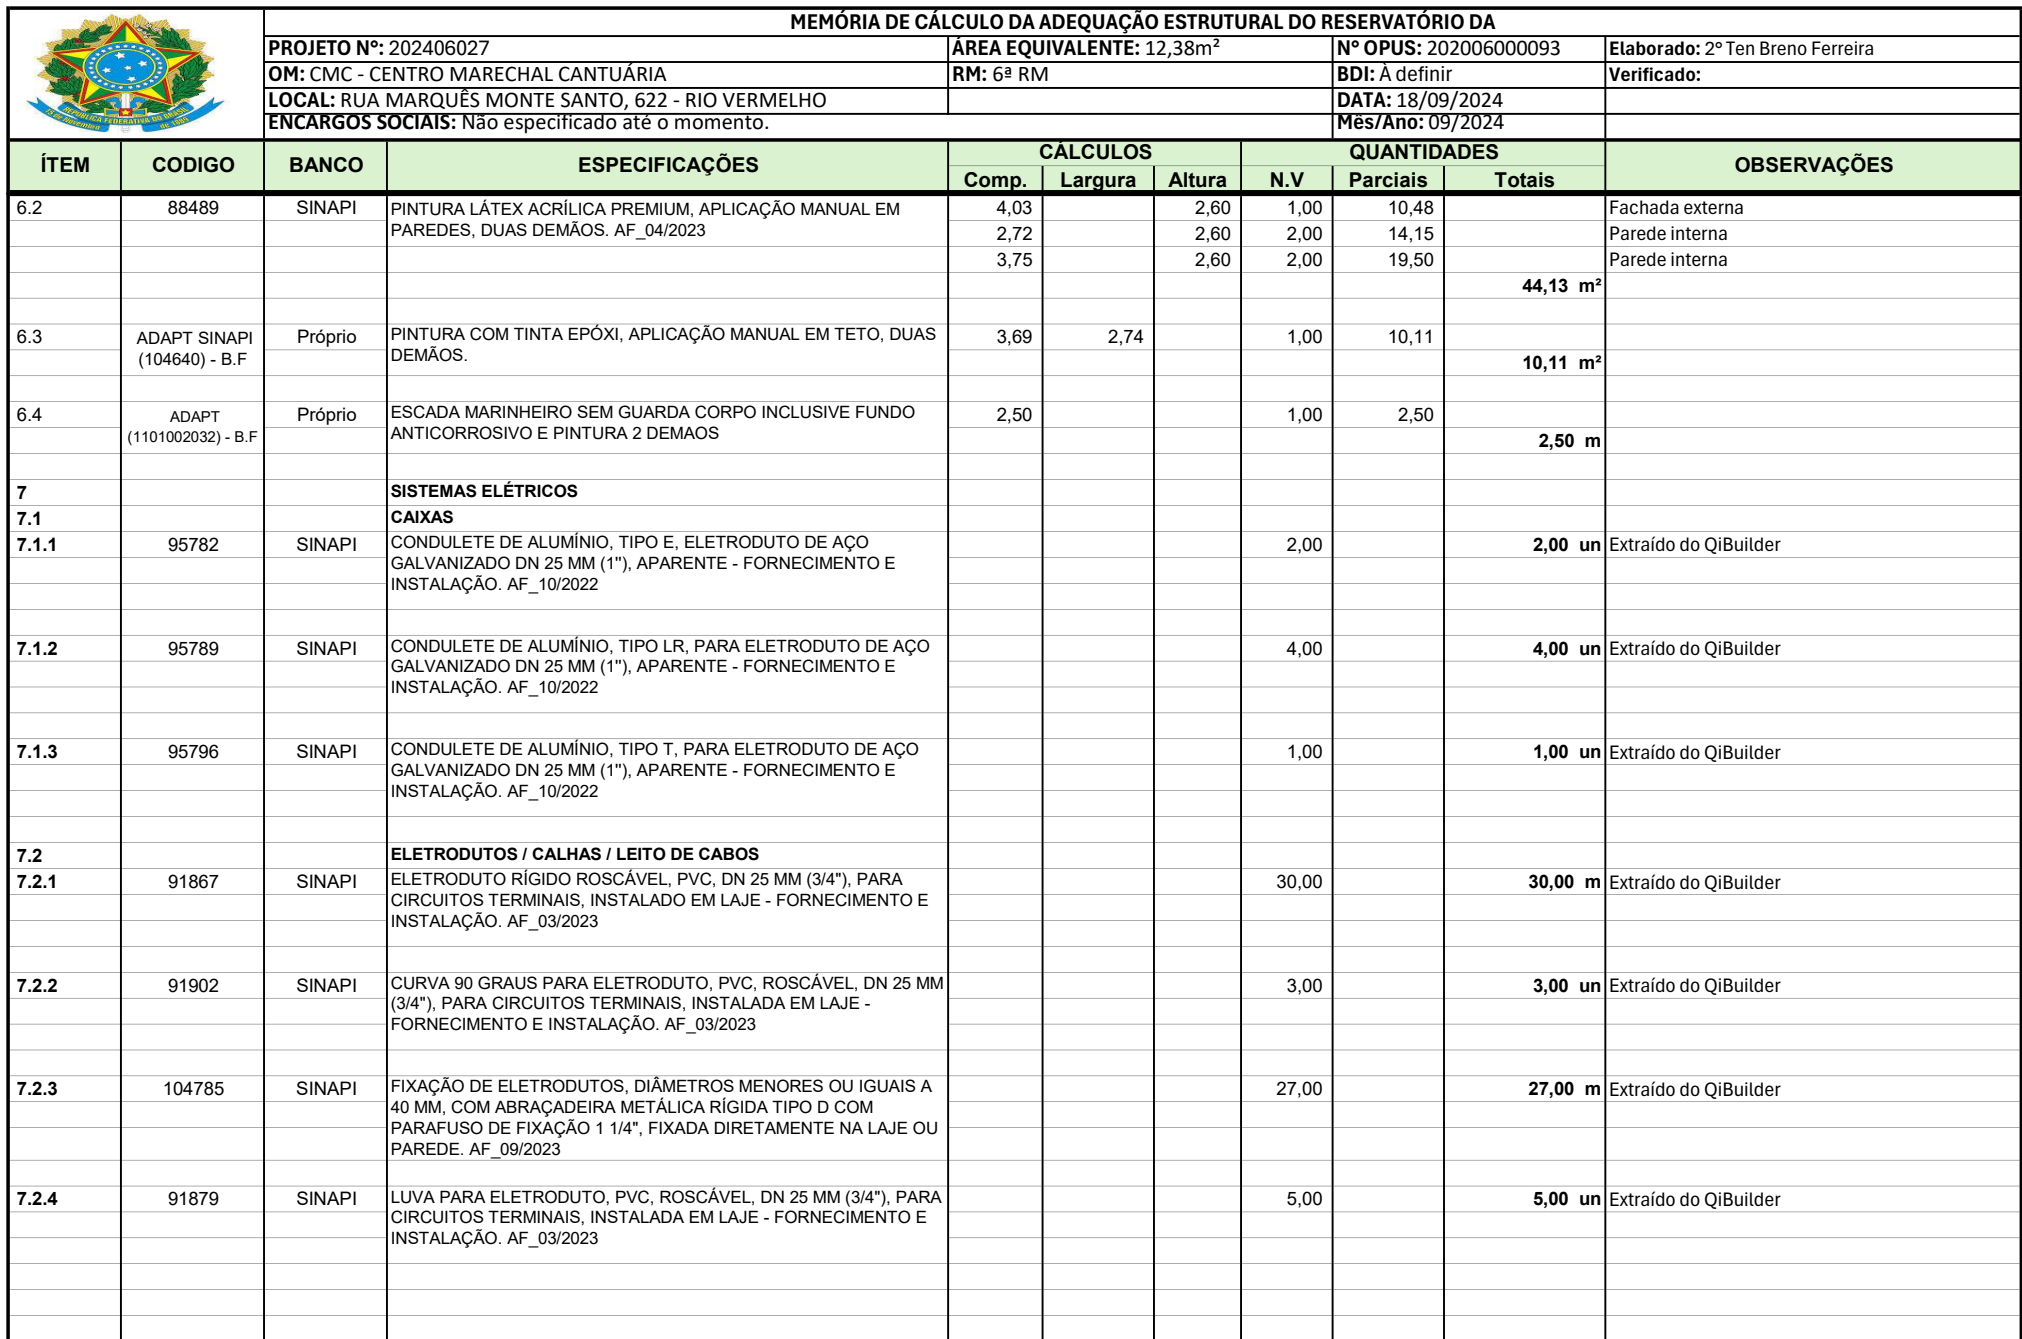 MEMÓRIA DE CÁLCULO DA ADEQUAÇÃO ESTRUTURAL DO RESERVATÓRIO DA
PROJETO Nº: 202406027 ÁREA EQUIVALENTE: 12,38m² N° OPUS: 202006000093 Elaborado: 2º Ten Breno Ferreira
OM: CMC - CENTRO MARECHAL CANTUÁRIA RM: 6ª RM BDI: À definir Verificado:
LOCAL: RUA MARQUÊS MONTE SANTO, 622 - RIO VERMELHO DATA: 18/09/2024
ENCARGOS SOCIAIS: Não especificado até o momento. Mês/Ano: 09/2024
REPÚBLICA FEDERATIVA DO BRASIL
15 de Novembro de 1889
ÍTEM CODIGO BANCO ESPECIFICAÇÕES CÁLCULOS QUANTIDADES OBSERVAÇÕES
Comp. Largura Altura N.V Parciais Totais
6.2 88489 SINAPI PINTURA LÁTEX ACRÍLICA PREMIUM, APLICAÇÃO MANUAL EM 4,03 2,60 1,00 10,48 Fachada externa
PAREDES, DUAS DEMÃOS. AF_04/2023 2,72 2,60 2,00 14,15 Parede interna
3,75 2,60 2,00 19,50 Parede interna
44,13 m²
6.3 ADAPT SINAPI Próprio PINTURA COM TINTA EPÓXI, APLICAÇÃO MANUAL EM TETO, DUAS 3,69 2,74 1,00 10,11
(104640) - B.F DEMÃOS. 10,11 m²
6.4 ADAPT Próprio ESCADA MARINHEIRO SEM GUARDA CORPO INCLUSIVE FUNDO 2,50 1,00 2,50
(1101002032) - B.F ANTICORROSIVO E PINTURA 2 DEMAOS 2,50 m
7 SISTEMAS ELÉTRICOS
7.1 CAIXAS
7.1.1 95782 SINAPI CONDULETE DE ALUMÍNIO, TIPO E, ELETRODUTO DE AÇO 2,00 2,00 un Extraído do QiBuilder
GALVANIZADO DN 25 MM (1''), APARENTE - FORNECIMENTO E
INSTALAÇÃO. AF_10/2022
7.1.2 95789 SINAPI CONDULETE DE ALUMÍNIO, TIPO LR, PARA ELETRODUTO DE AÇO 4,00 4,00 un Extraído do QiBuilder
GALVANIZADO DN 25 MM (1''), APARENTE - FORNECIMENTO E
INSTALAÇÃO. AF_10/2022
7.1.3 95796 SINAPI CONDULETE DE ALUMÍNIO, TIPO T, PARA ELETRODUTO DE AÇO 1,00 1,00 un Extraído do QiBuilder
GALVANIZADO DN 25 MM (1''), APARENTE - FORNECIMENTO E
INSTALAÇÃO. AF_10/2022
7.2 ELETRODUTOS / CALHAS / LEITO DE CABOS
7.2.1 91867 SINAPI ELETRODUTO RÍGIDO ROSCÁVEL, PVC, DN 25 MM (3/4"), PARA 30,00 30,00 m Extraído do QiBuilder
CIRCUITOS TERMINAIS, INSTALADO EM LAJE - FORNECIMENTO E
INSTALAÇÃO. AF_03/2023
7.2.2 91902 SINAPI CURVA 90 GRAUS PARA ELETRODUTO, PVC, ROSCÁVEL, DN 25 MM 3,00 3,00 un Extraído do QiBuilder
(3/4"), PARA CIRCUITOS TERMINAIS, INSTALADA EM LAJE -
FORNECIMENTO E INSTALAÇÃO. AF_03/2023
7.2.3 104785 SINAPI FIXAÇÃO DE ELETRODUTOS, DIÂMETROS MENORES OU IGUAIS A 27,00 27,00 m Extraído do QiBuilder
40 MM, COM ABRAÇADEIRA METÁLICA RÍGIDA TIPO D COM
PARAFUSO DE FIXAÇÃO 1 1/4", FIXADA DIRETAMENTE NA LAJE OU
PAREDE. AF_09/2023
7.2.4 91879 SINAPI LUVA PARA ELETRODUTO, PVC, ROSCÁVEL, DN 25 MM (3/4"), PARA 5,00 5,00 un Extraído do QiBuilder
CIRCUITOS TERMINAIS, INSTALADA EM LAJE - FORNECIMENTO E
INSTALAÇÃO. AF_03/2023